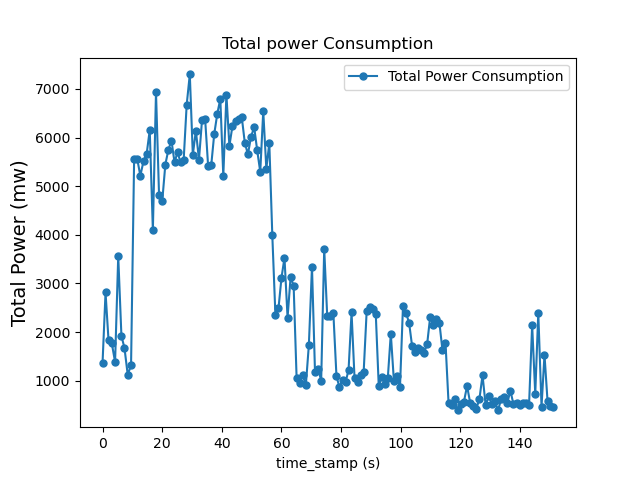 Total power Consumption
Total Power Consumption
7000
6000
5000
4000
3000
2000
1000
Total Power (mw)
0 20 40 60 80 100 120 140
time_stamp (s)